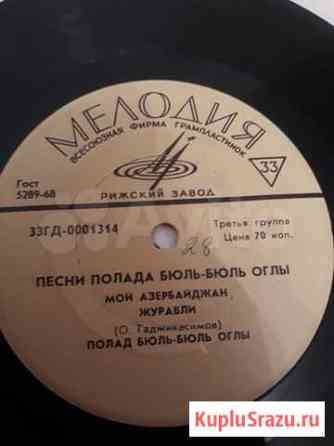 МЕЛОДИЯ
ВСЕСОЮЗНАЯ ФИРМА ГРАМПЛАСТИНОК
Гост
5289-68
33
РИЖСКИЙ ЗАВОД
33ГД-0001314
Третья группа
Цена 70 коп.
28
ПЕСНИ ПОЛАДА БЮЛЬ-БЮЛЬ ОГЛЫ
МОЙ АЗЕРБАЙДЖАН
ЖУРАВЛИ
(О. Гаджикасимов)
ПОЛАД БЮЛЬ-БЮЛЬ ОГЛЫ
KupluSrazu.ru